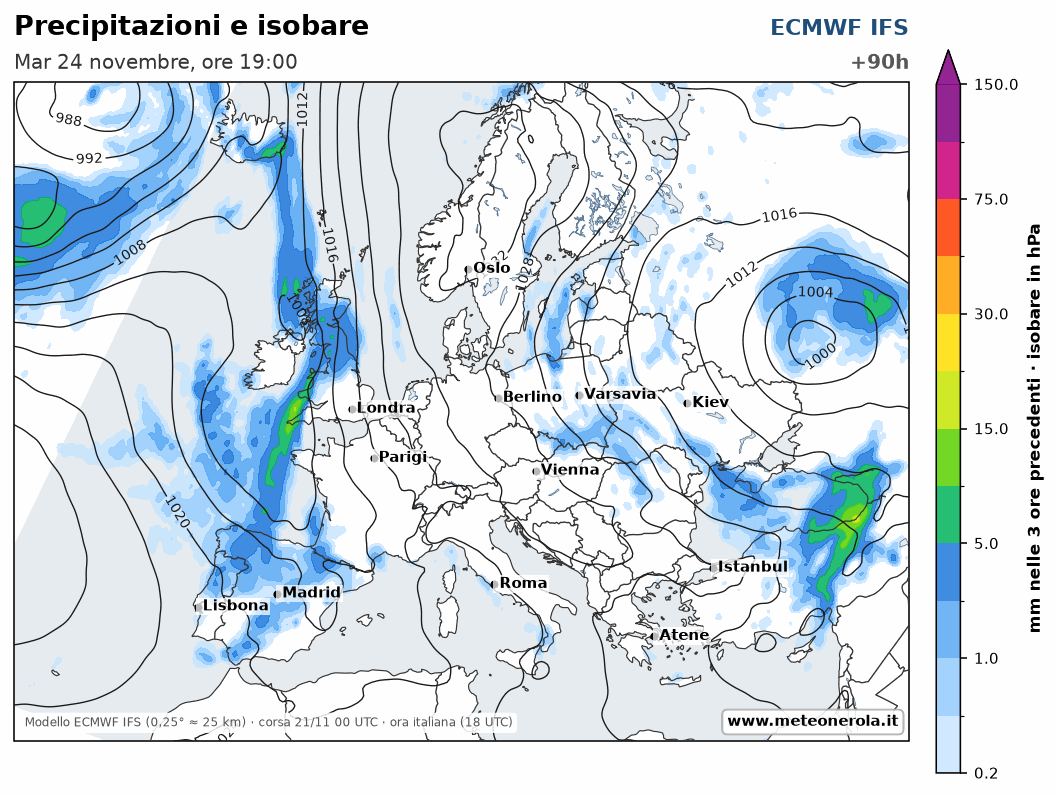 Precipitazioni e isobare
ECMWF IFS
Mar 24 novembre, ore 19:00
+90h
988
992
1012
1008
1016
1016
1012
1004
1000
1008
1028
1020
Oslo
Berlino
Varsavia
Kiev
Londra
Parigi
Vienna
Istanbul
Roma
Madrid
Lisbona
Atene
Modello ECMWF IFS (0,25° ≈ 25 km) · corsa 21/11 00 UTC · ora italiana (18 UTC)
www.meteonerola.it
150.0
75.0
30.0
15.0
5.0
1.0
0.2
mm nelle 3 ore precedenti · isobare in hPa